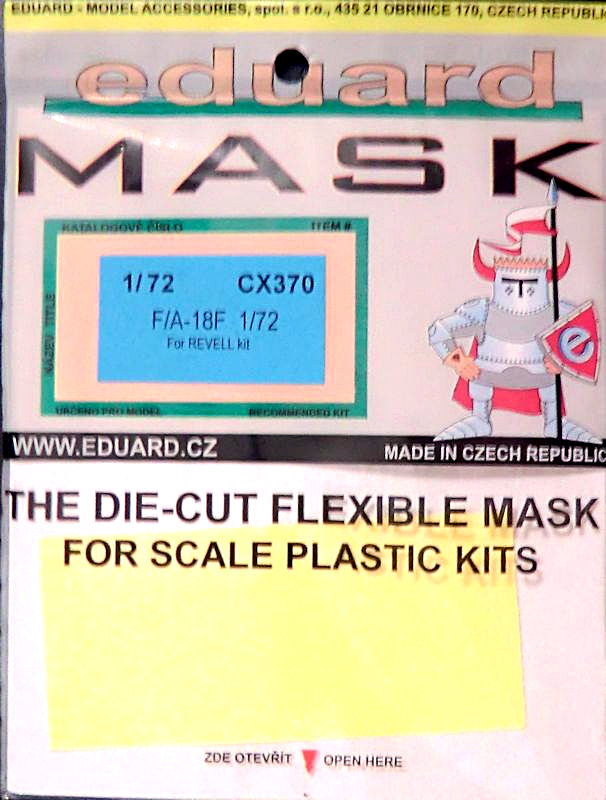 EDUARD - MODEL ACCESSORIES, spol. s r.o., 435 21 OBRNICE 170, CZECH REPUBLIC
eduard
MASK
KATALOGOVÉ ČÍSLO ITEM #
NÁZEV TITLE
1/72 CX370
F/A-18F 1/72
For REVELL kit
URČENO PRO MODEL RECOMMENDED KIT
e
WWW.EDUARD.CZ MADE IN CZECH REPUBLIC
THE DIE-CUT FLEXIBLE MASK
FOR SCALE PLASTIC KITS
ZDE OTEVŘÍT OPEN HERE